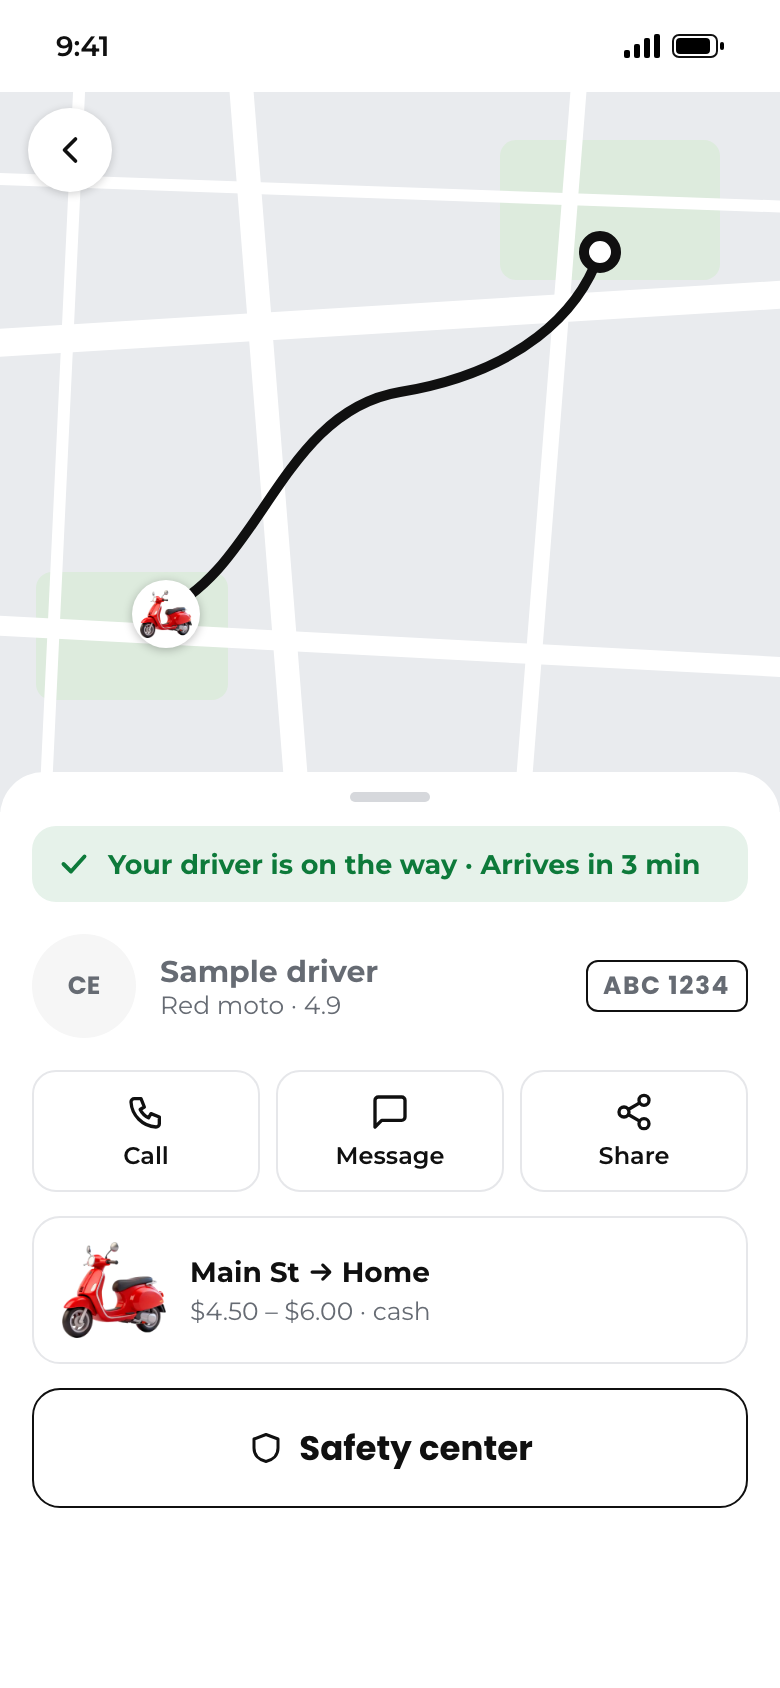 9:41
Your driver is on the way · Arrives in 3 min
CE
Sample driver
Red moto · 4.9
ABC 1234
Call
Message
Share
Main St → Home
$4.50 – $6.00 · cash
Safety center